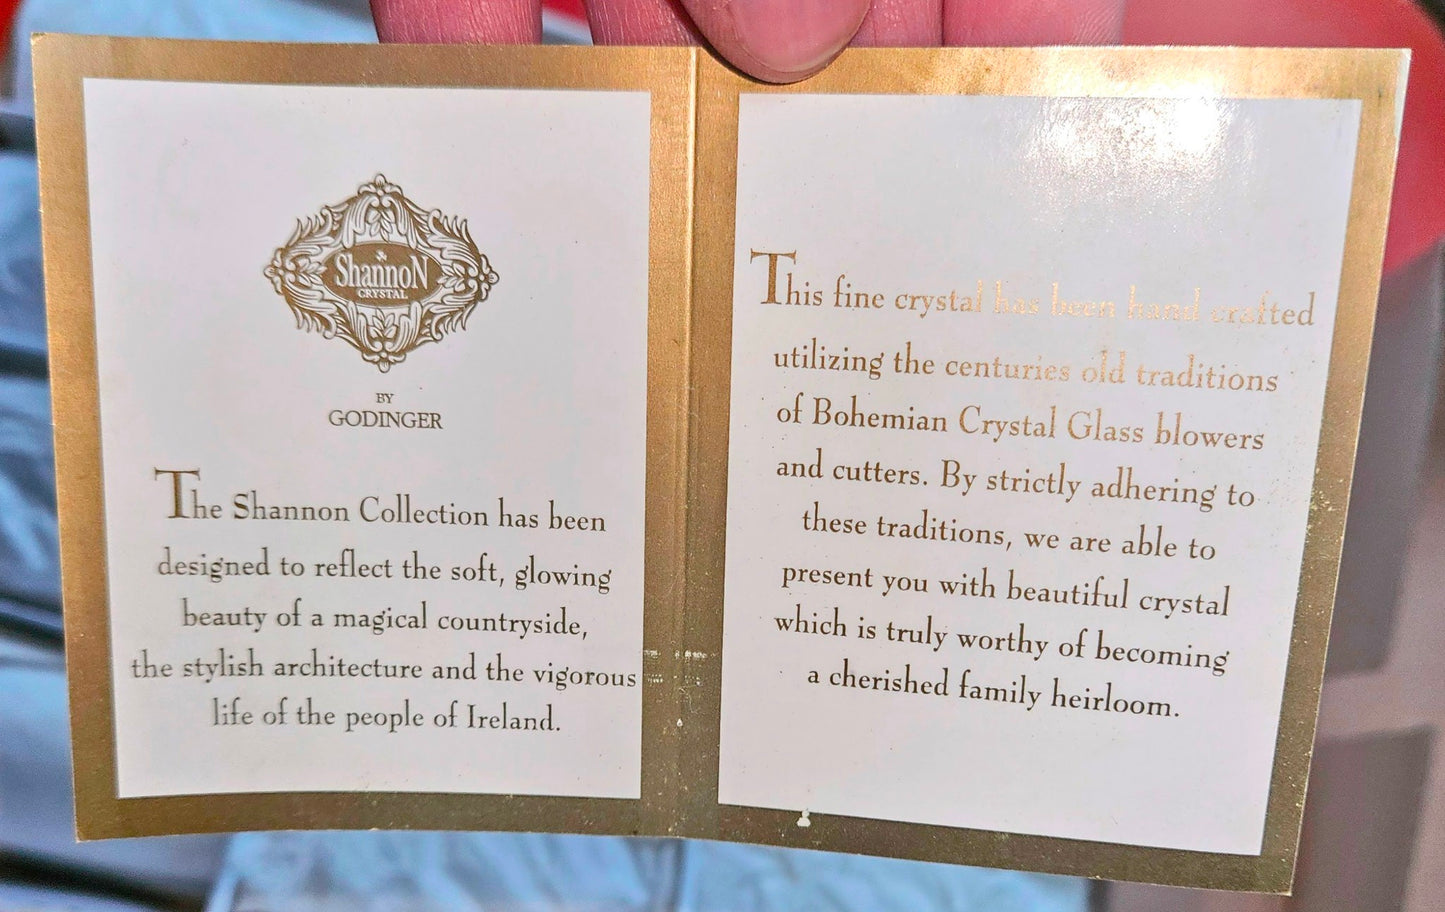 ShannoN
CRYSTAL
BY
GODINGER
The Shannon Collection has been
designed to reflect the soft, glowing
beauty of a magical countryside,
the stylish architecture and the vigorous
life of the people of Ireland.
This fine crystal has been hand crafted
utilizing the centuries old traditions
of Bohemian Crystal Glass blowers
and cutters. By strictly adhering to
these traditions, we are able to
present you with beautiful crystal
which is truly worthy of becoming
a cherished family heirloom.